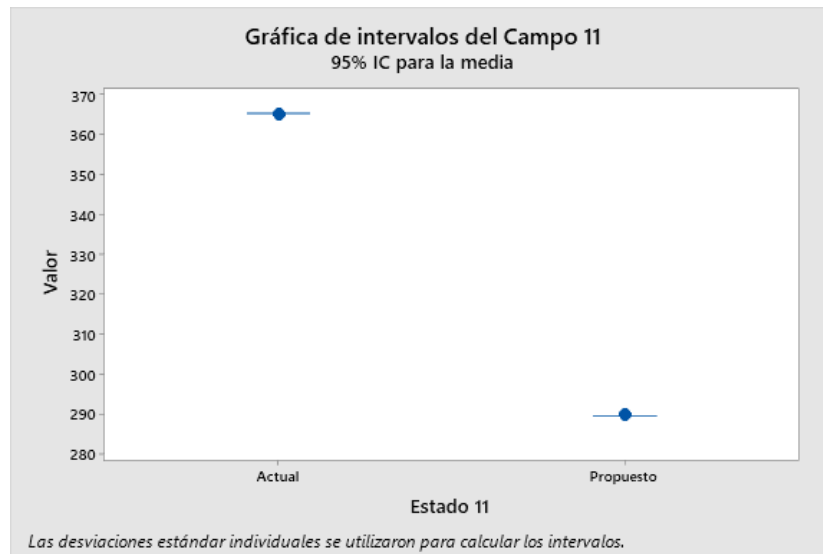 Gráfica de intervalos del Campo 11
95% IC para la media
370
360
350
340
330
320
310
300
290
280
Valor
Actual
Propuesto
Estado 11
Las desviaciones estándar individuales se utilizaron para calcular los intervalos.